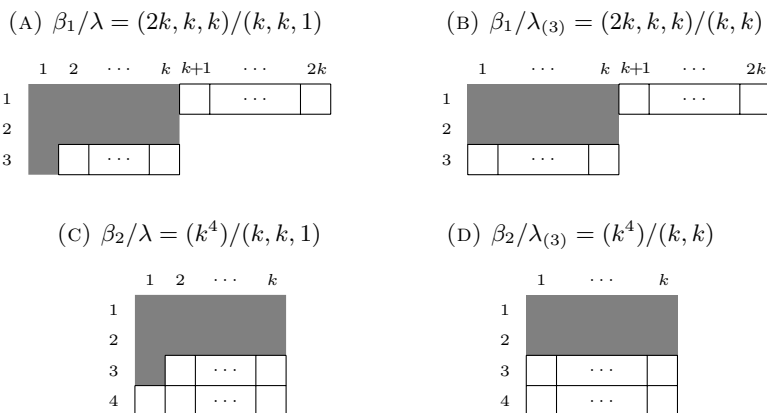 (A) β₁/λ = (2k, k, k)/(k, k, 1)
1 2 ··· k k+1 ··· 2k
1 ···
2
3 ···
(B) β₁/λ₍₃₎ = (2k, k, k)/(k, k)
1 ··· k k+1 ··· 2k
1 ···
2
3 ···
(C) β₂/λ = (k⁴)/(k, k, 1)
1 2 ··· k
1
2
3 ···
4 ···
(D) β₂/λ₍₃₎ = (k⁴)/(k, k)
1 ··· k
1
2
3 ···
4 ···